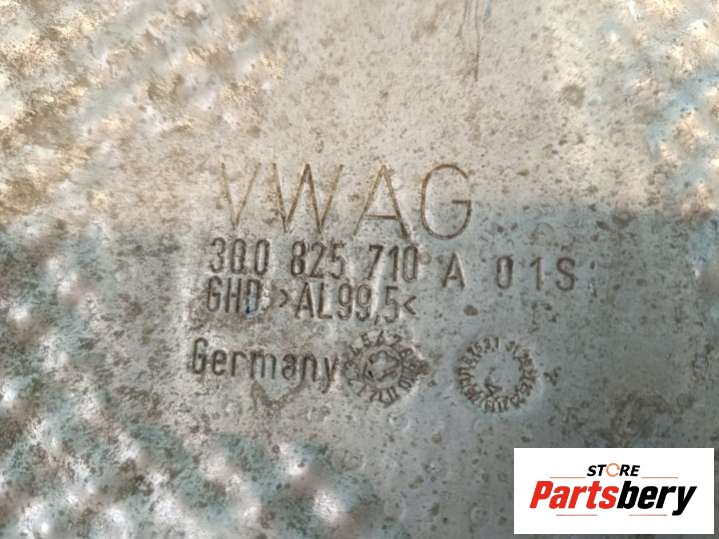 VWAG
3Q0 825 710 A 01S
GHD >AL99,5<
Germany
STORE
Partsbery